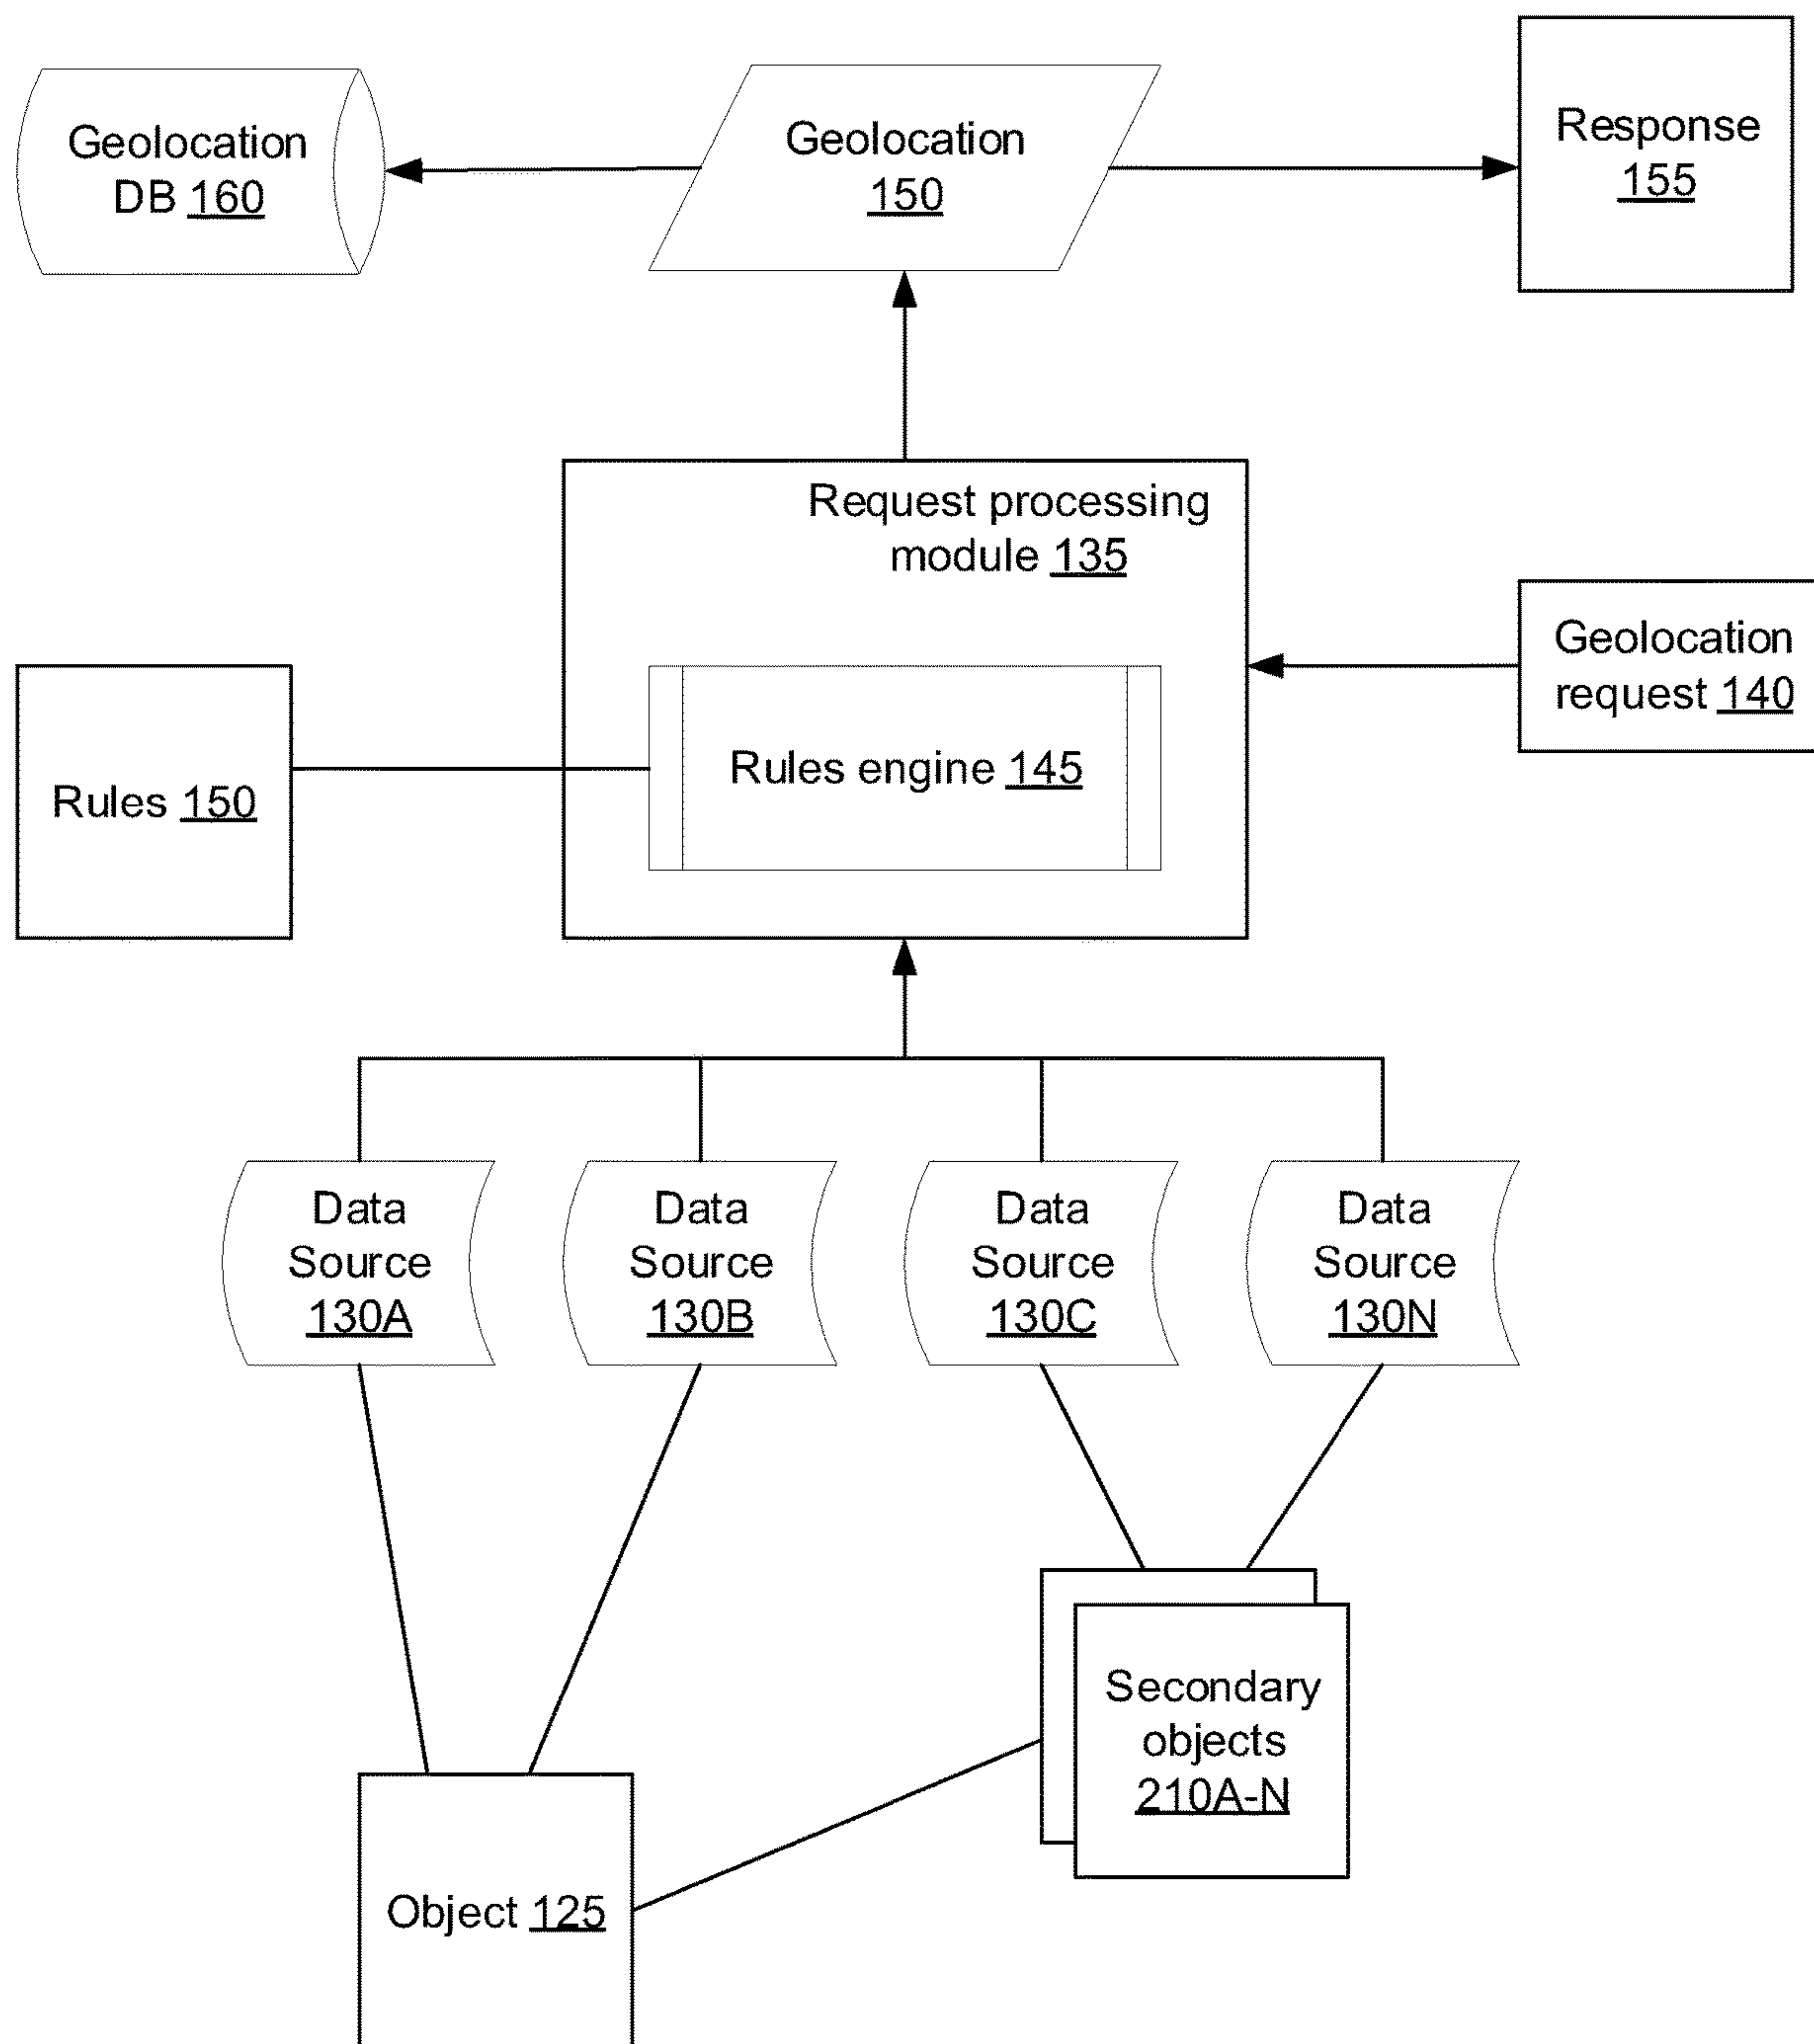 Geolocation
DB 160
Geolocation
150
Response
155
Request processing
module 135
Geolocation
request 140
Rules 150
Rules engine 145
Data
Source
130A
Data
Source
130B
Data
Source
130C
Data
Source
130N
Secondary
objects
210A-N
Object 125